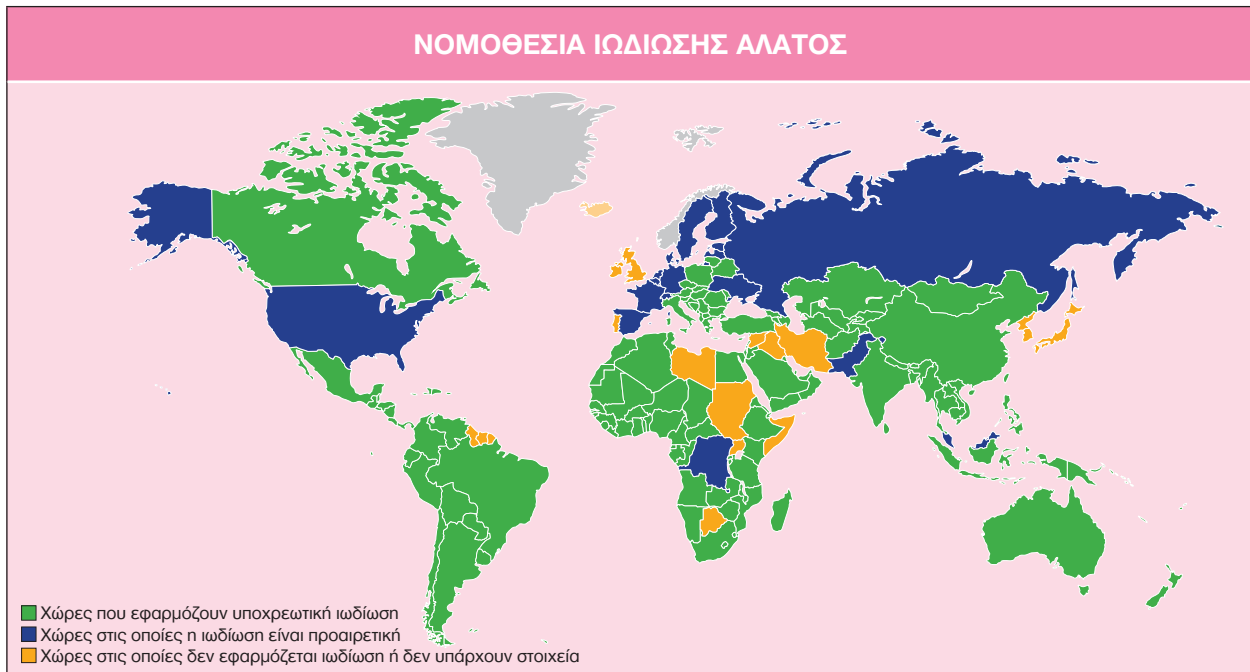 ΝΟΜΟΘΕΣΙΑ ΙΩΔΙΩΣΗΣ ΑΛΑΤΟΣ
Χώρες που εφαρμόζουν υποχρεωτική ιωδίωση
Χώρες στις οποίες η ιωδίωση είναι προαιρετική
Χώρες στις οποίες δεν εφαρμόζεται ιωδίωση ή δεν υπάρχουν στοιχεία